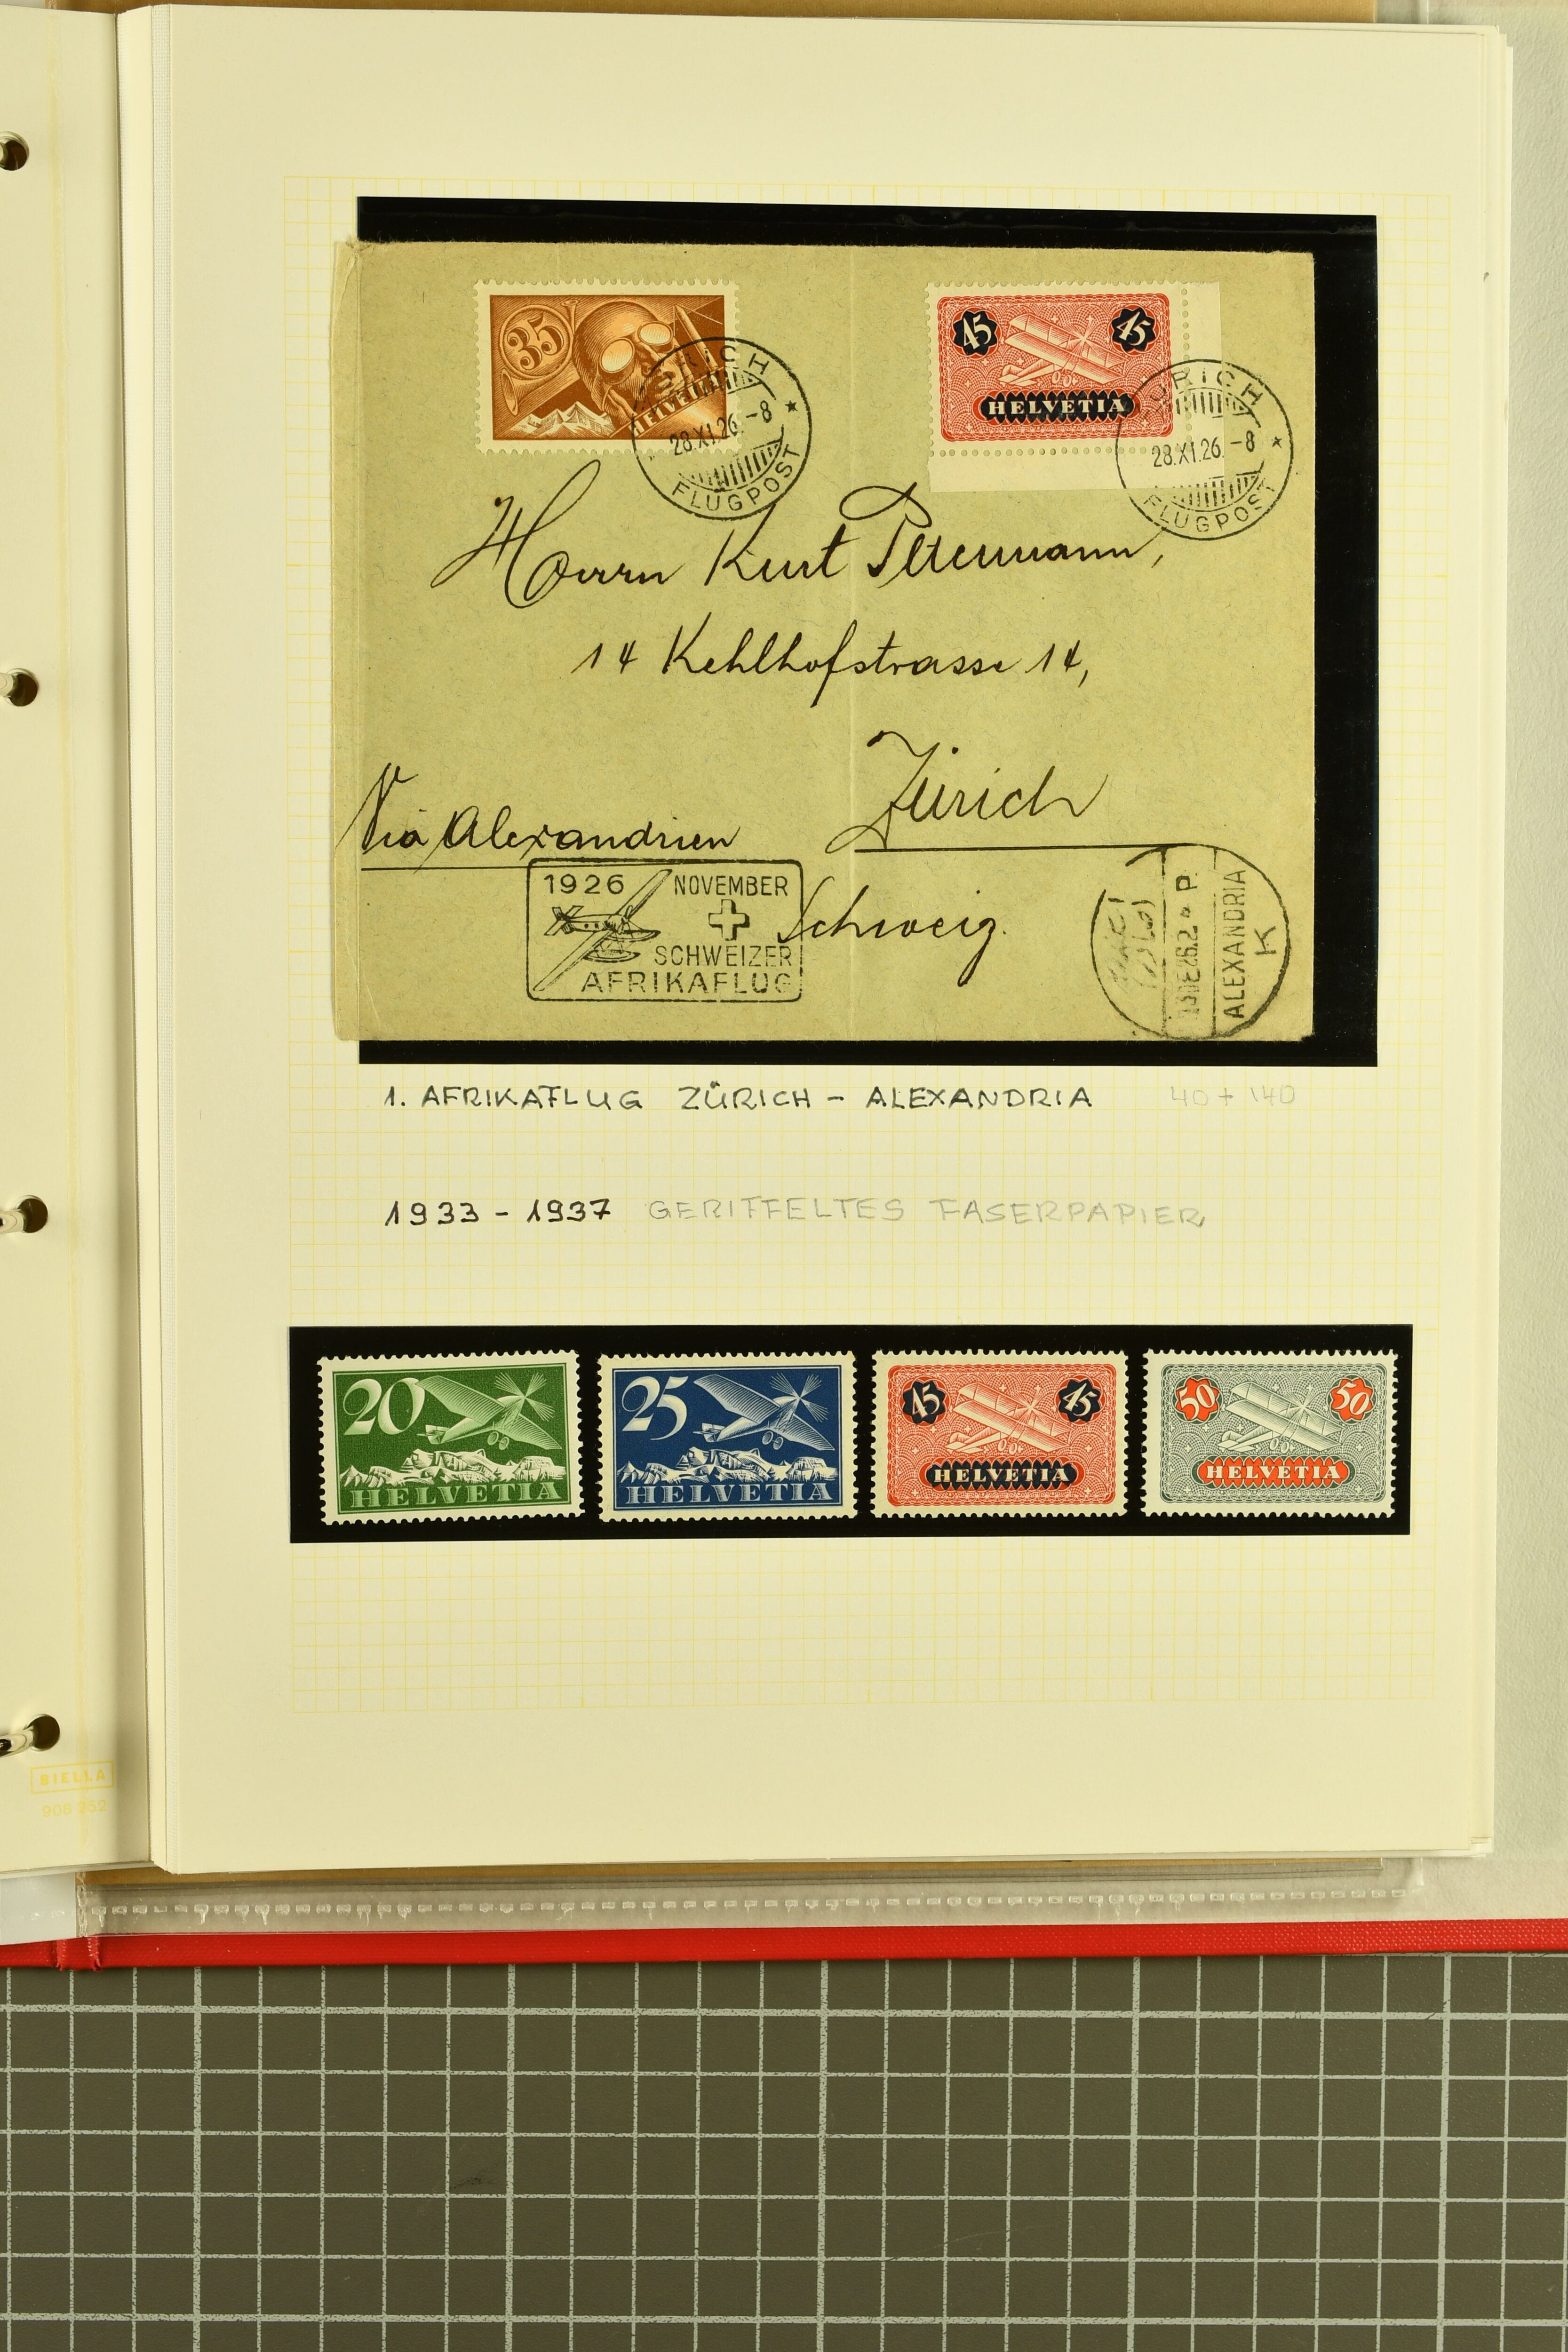 35
HELVETIA
45 45
HELVETIA
ZÜRICH
28.XI.26.-8
FLUGPOST
ZÜRICH
28.XI.26.-8
FLUGPOST
Herrn Kurt Petermann,
14 Kehlhofstrasse 14,
Zürich
Via Alexandrien
Schweiz.
1926 NOVEMBER
SCHWEIZER
AFRIKAFLUG
ALEXANDRIA
K
1. AFRIKAFLUG ZÜRICH - ALEXANDRIA 40 + 140
1933 - 1937 GERIFFELTES FASERPAPIER
20
HELVETIA
25
HELVETIA
45 45
HELVETIA
50 50
HELVETIA
BIELLA
908 252